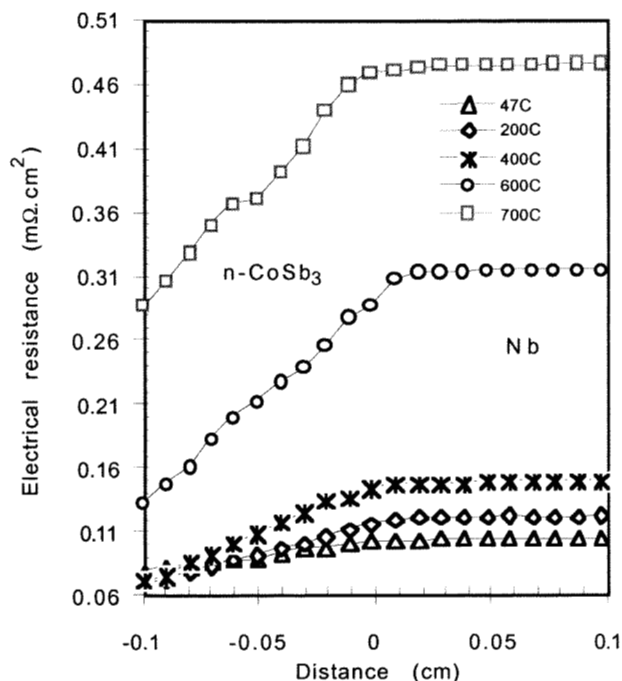 0.51
0.46
0.41
0.36
0.31
0.26
0.21
0.16
0.11
0.06
Electrical resistance (mΩ.cm²)
47C
200C
400C
600C
700C
n-CoSb₃
Nb
-0.1 -0.05 0 0.05 0.1
Distance (cm)